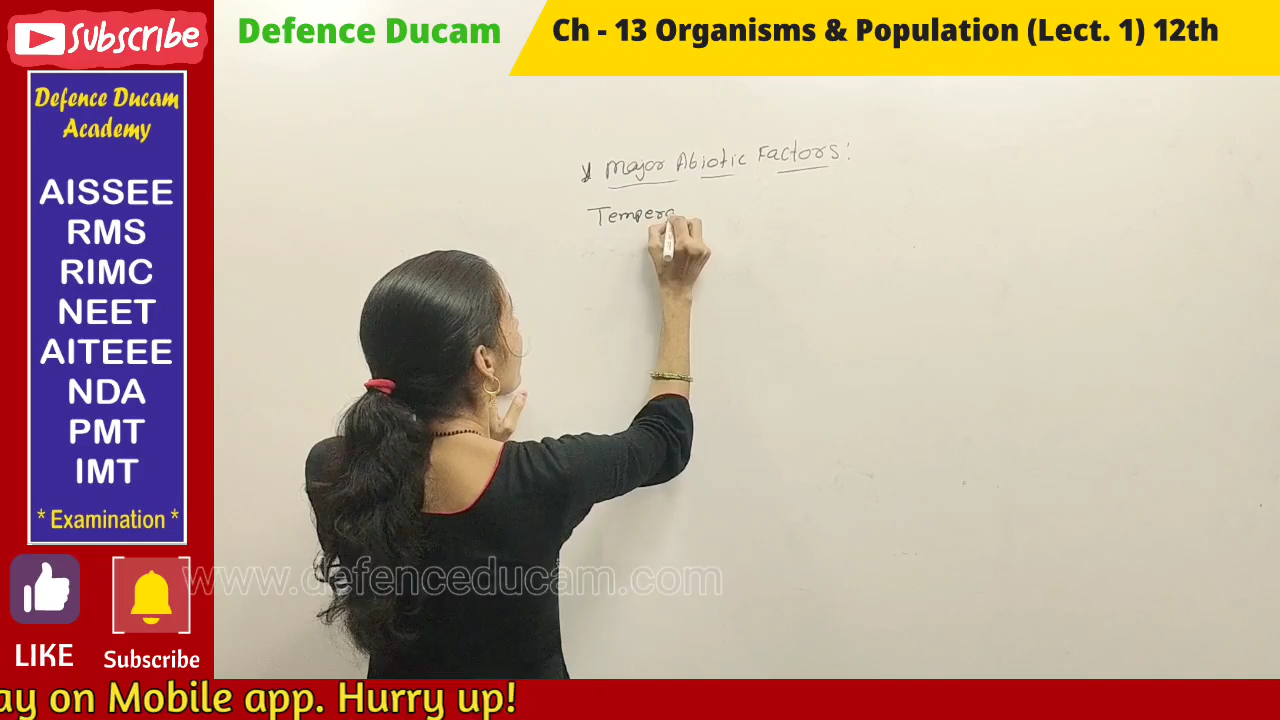 Subscribe
Defence Ducam
Ch - 13 Organisms & Population (Lect. 1) 12th
Defence Ducam
Academy
AISSEE
RMS
RIMC
NEET
AITEEE
NDA
PMT
IMT
* Examination *
LIKE
Subscribe
Major Abiotic Factors:
Tempera
www.defenceducam.com
ay on Mobile app. Hurry up!